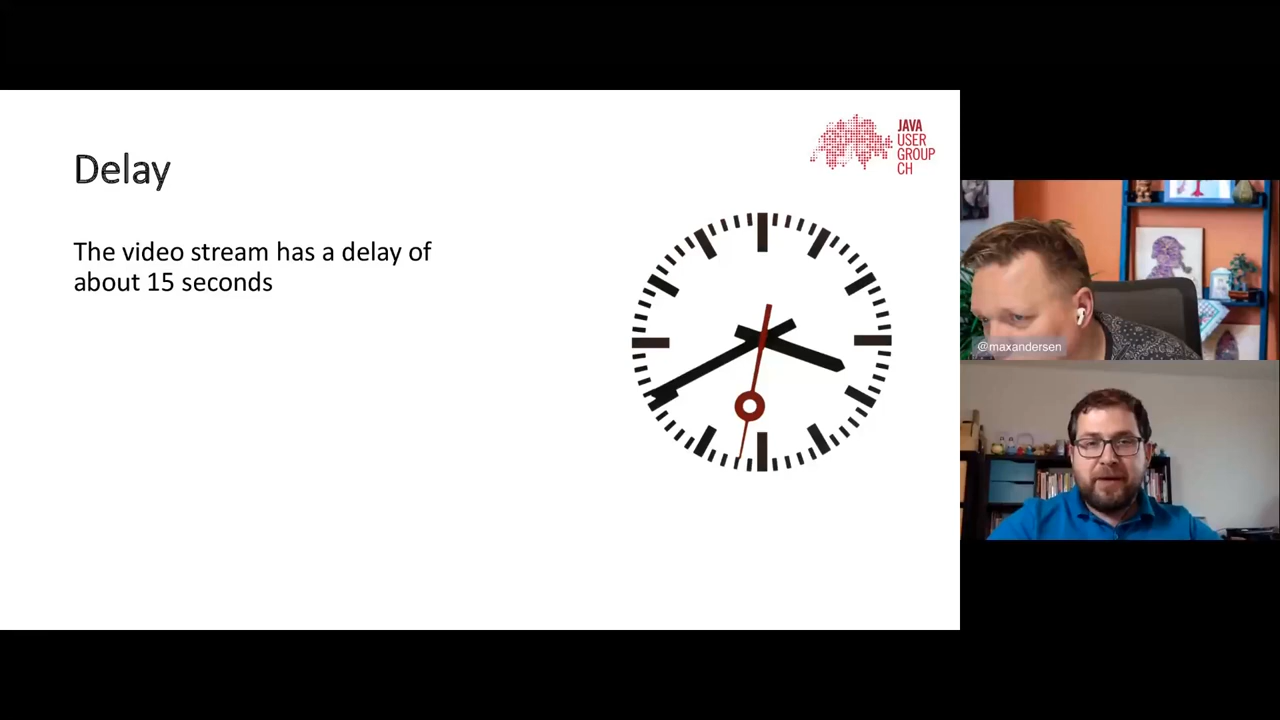 Delay
The video stream has a delay of
about 15 seconds
JAVA
USER
GROUP
CH
@maxandersen